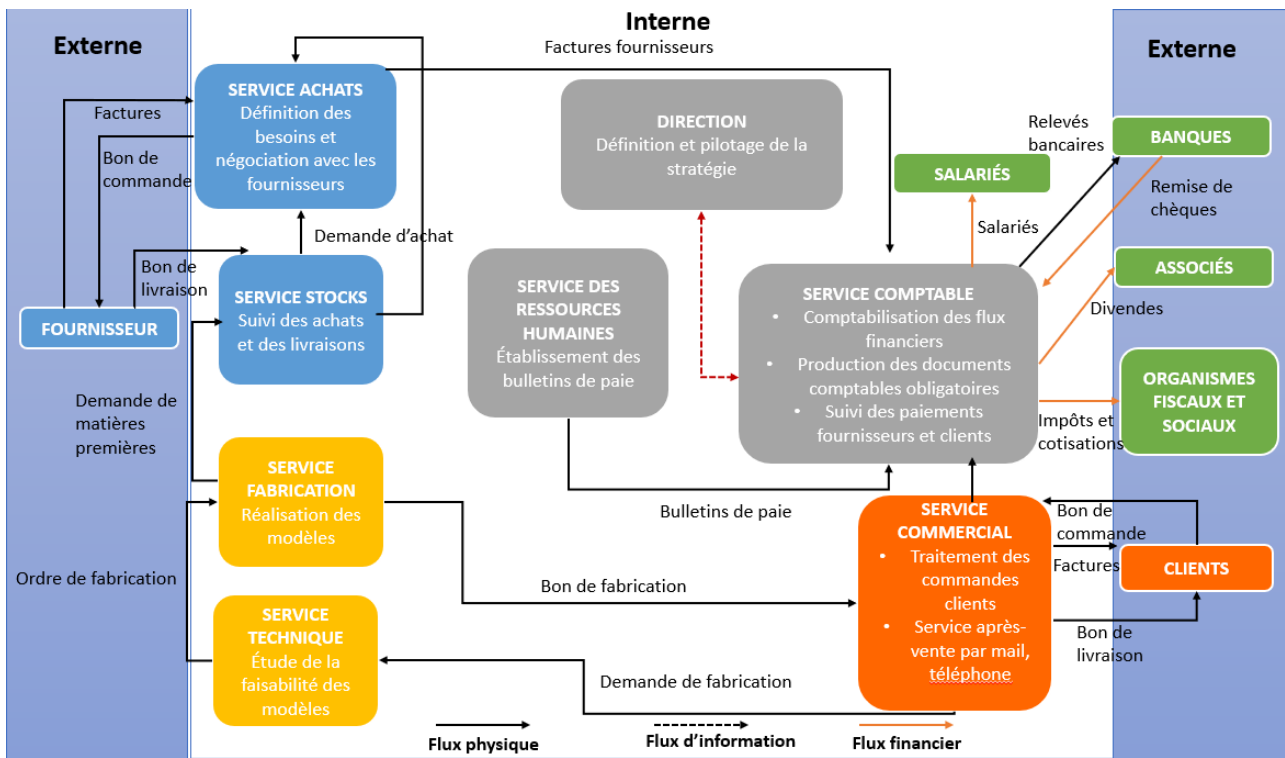 Externe
Interne
Externe
Factures fournisseurs
SERVICE ACHATS
Définition des
besoins et
négociation avec les
fournisseurs
Factures
Bon de
commande
DIRECTION
Définition et pilotage de la
stratégie
Relevés
bancaires
BANQUES
SALARIÉS
Remise de
chèques
Salariés
Demande d'achat
Bon de
livraison
SERVICE STOCKS
Suivi des achats
et des livraisons
FOURNISSEUR
SERVICE DES
RESSOURCES
HUMAINES
Établissement des
bulletins de paie
SERVICE COMPTABLE
• Comptabilisation des flux
financiers
• Production des documents
comptables obligatoires
• Suivi des paiements
fournisseurs et clients
ASSOCIÉS
Divendes
ORGANISMES
FISCAUX ET
SOCIAUX
Impôts et
cotisations
Demande de
matières
premières
SERVICE
FABRICATION
Réalisation des
modèles
Bulletins de paie
SERVICE
COMMERCIAL
• Traitement des
commandes
clients
• Service après-
vente par mail,
téléphone
Bon de
commande
Factures
CLIENTS
Bon de
livraison
Ordre de fabrication
Bon de fabrication
SERVICE
TECHNIQUE
Étude de la
faisabilité des
modèles
Demande de fabrication
Flux physique
Flux d'information
Flux financier